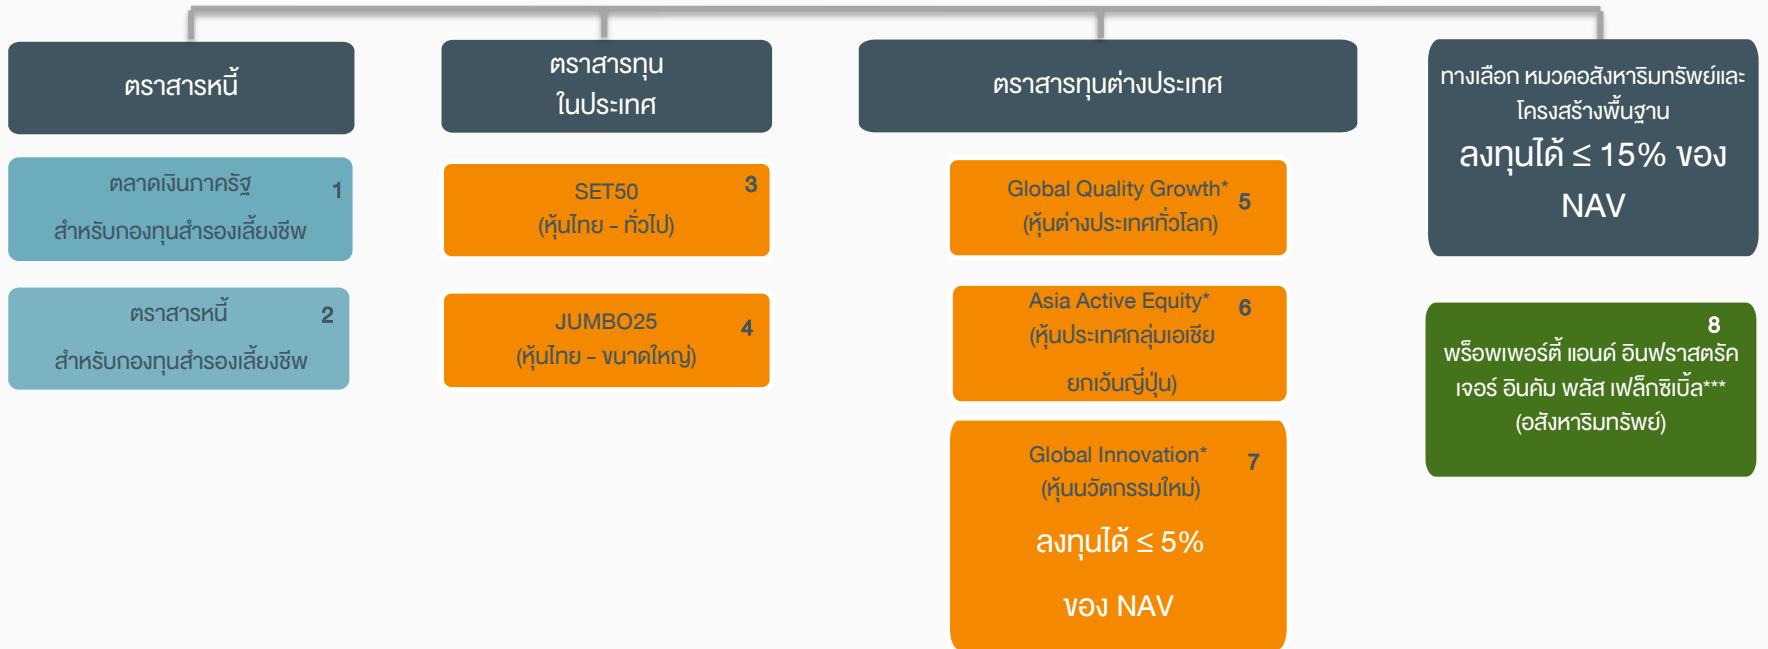 ตราสารหนี้
ตลาดเงินภาครัฐ
1
สำหรับกองทุนสำรองเลี้ยงชีพ
ตราสารหนี้
2
สำหรับกองทุนสำรองเลี้ยงชีพ
ตราสารทุน
ในประเทศ
SET50
3
(หุ้นไทย - ทั่วไป)
JUMBO25
4
(หุ้นไทย - ขนาดใหญ่)
ตราสารทุนต่างประเทศ
Global Quality Growth*
5
(หุ้นต่างประเทศทั่วโลก)
Asia Active Equity*
6
(หุ้นประเทศกลุ่มเอเชีย
ยกเว้นญี่ปุ่น)
Global Innovation*
7
(หุ้นนวัตกรรมใหม่)
ลงทุนได้ ≤ 5%
ของ NAV
ทางเลือก หมวดอสังหาริมทรัพย์และ
โครงสร้างพื้นฐาน
ลงทุนได้ ≤ 15% ของ
NAV
8
พร็อพเพอร์ตี้ แอนด์ อินฟราสตรัค
เจอร์ อินคัม พลัส เฟล็กซิเบิ้ล***
(อสังหาริมทรัพย์)